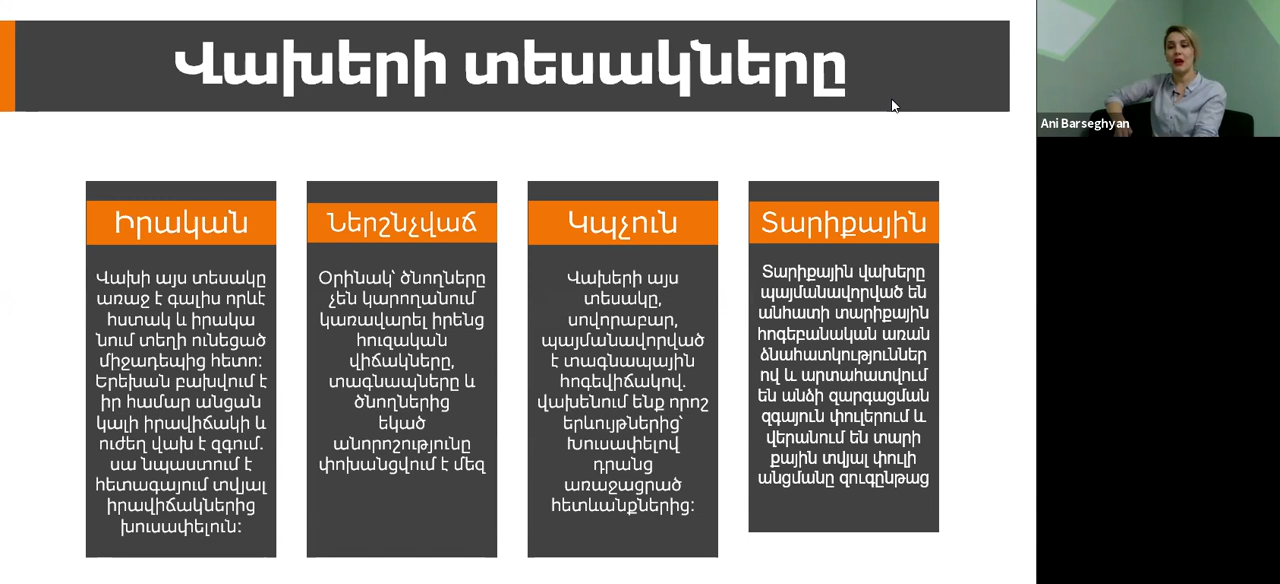 Վախերի տեսակները
Ani Barseghyan
Իրական
Վախի այս տեսակը
առաջ է գալիս որևէ
հստակ և իրակա
նում տեղի ունեցած
միջադեպից հետո:
Երեխան բախվում է
իր համար անցան
կալի իրավիճակի և
ուժեղ վախ է զգում.
սա նպաստում է
հետագայում տվյալ
իրավիճակներից
խուսափելուն:
Ներշնչված
Օրինակ՝ ծնողները
չեն կարողանում
կառավարել իրենց
հուզական
վիճակները,
տագնապները և
ծնողներից
եկած
անորոշությունը
փոխանցվում է մեզ
Կպչուն
Վախերի այս
տեսակը,
սովորաբար,
պայմանավորված
է տագնապային
հոգեվիճակով.
վախենում ենք որոշ
երևույթներից՝
Խուսափելով
դրանց
առաջացրած
հետևանքներից:
Տարիքային
Տարիքային վախերը
պայմանավորված են
անհատի տարիքային
հոգեբանական առան
ձնահատկություններ
ով և արտահատվում
են անձի զարգացման
զգայուն փուլերում և
վերանում են տարի
քային տվյալ փուլի
անցմանը զուգընթաց